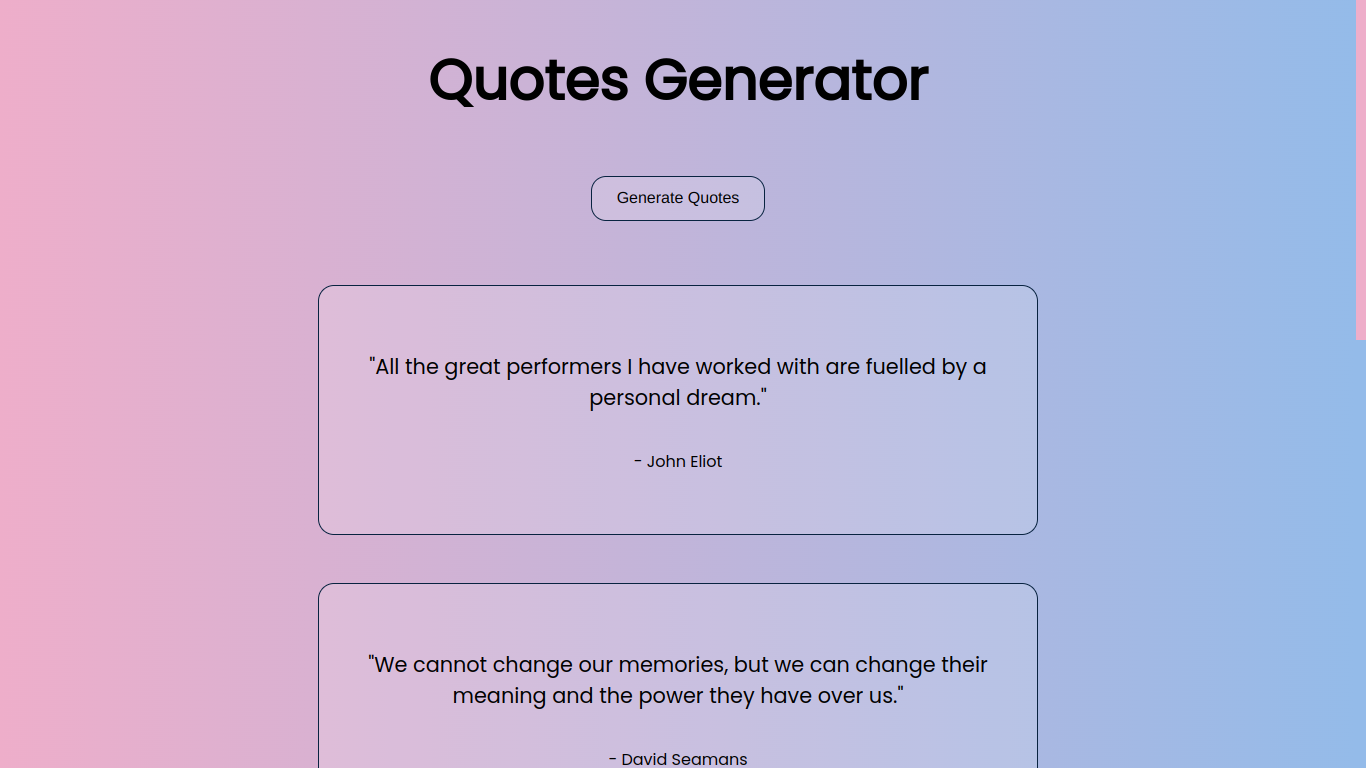 Quotes Generator
Generate Quotes
"All the great performers I have worked with are fuelled by a
personal dream."
- John Eliot
"We cannot change our memories, but we can change their
meaning and the power they have over us."
- David Seamans